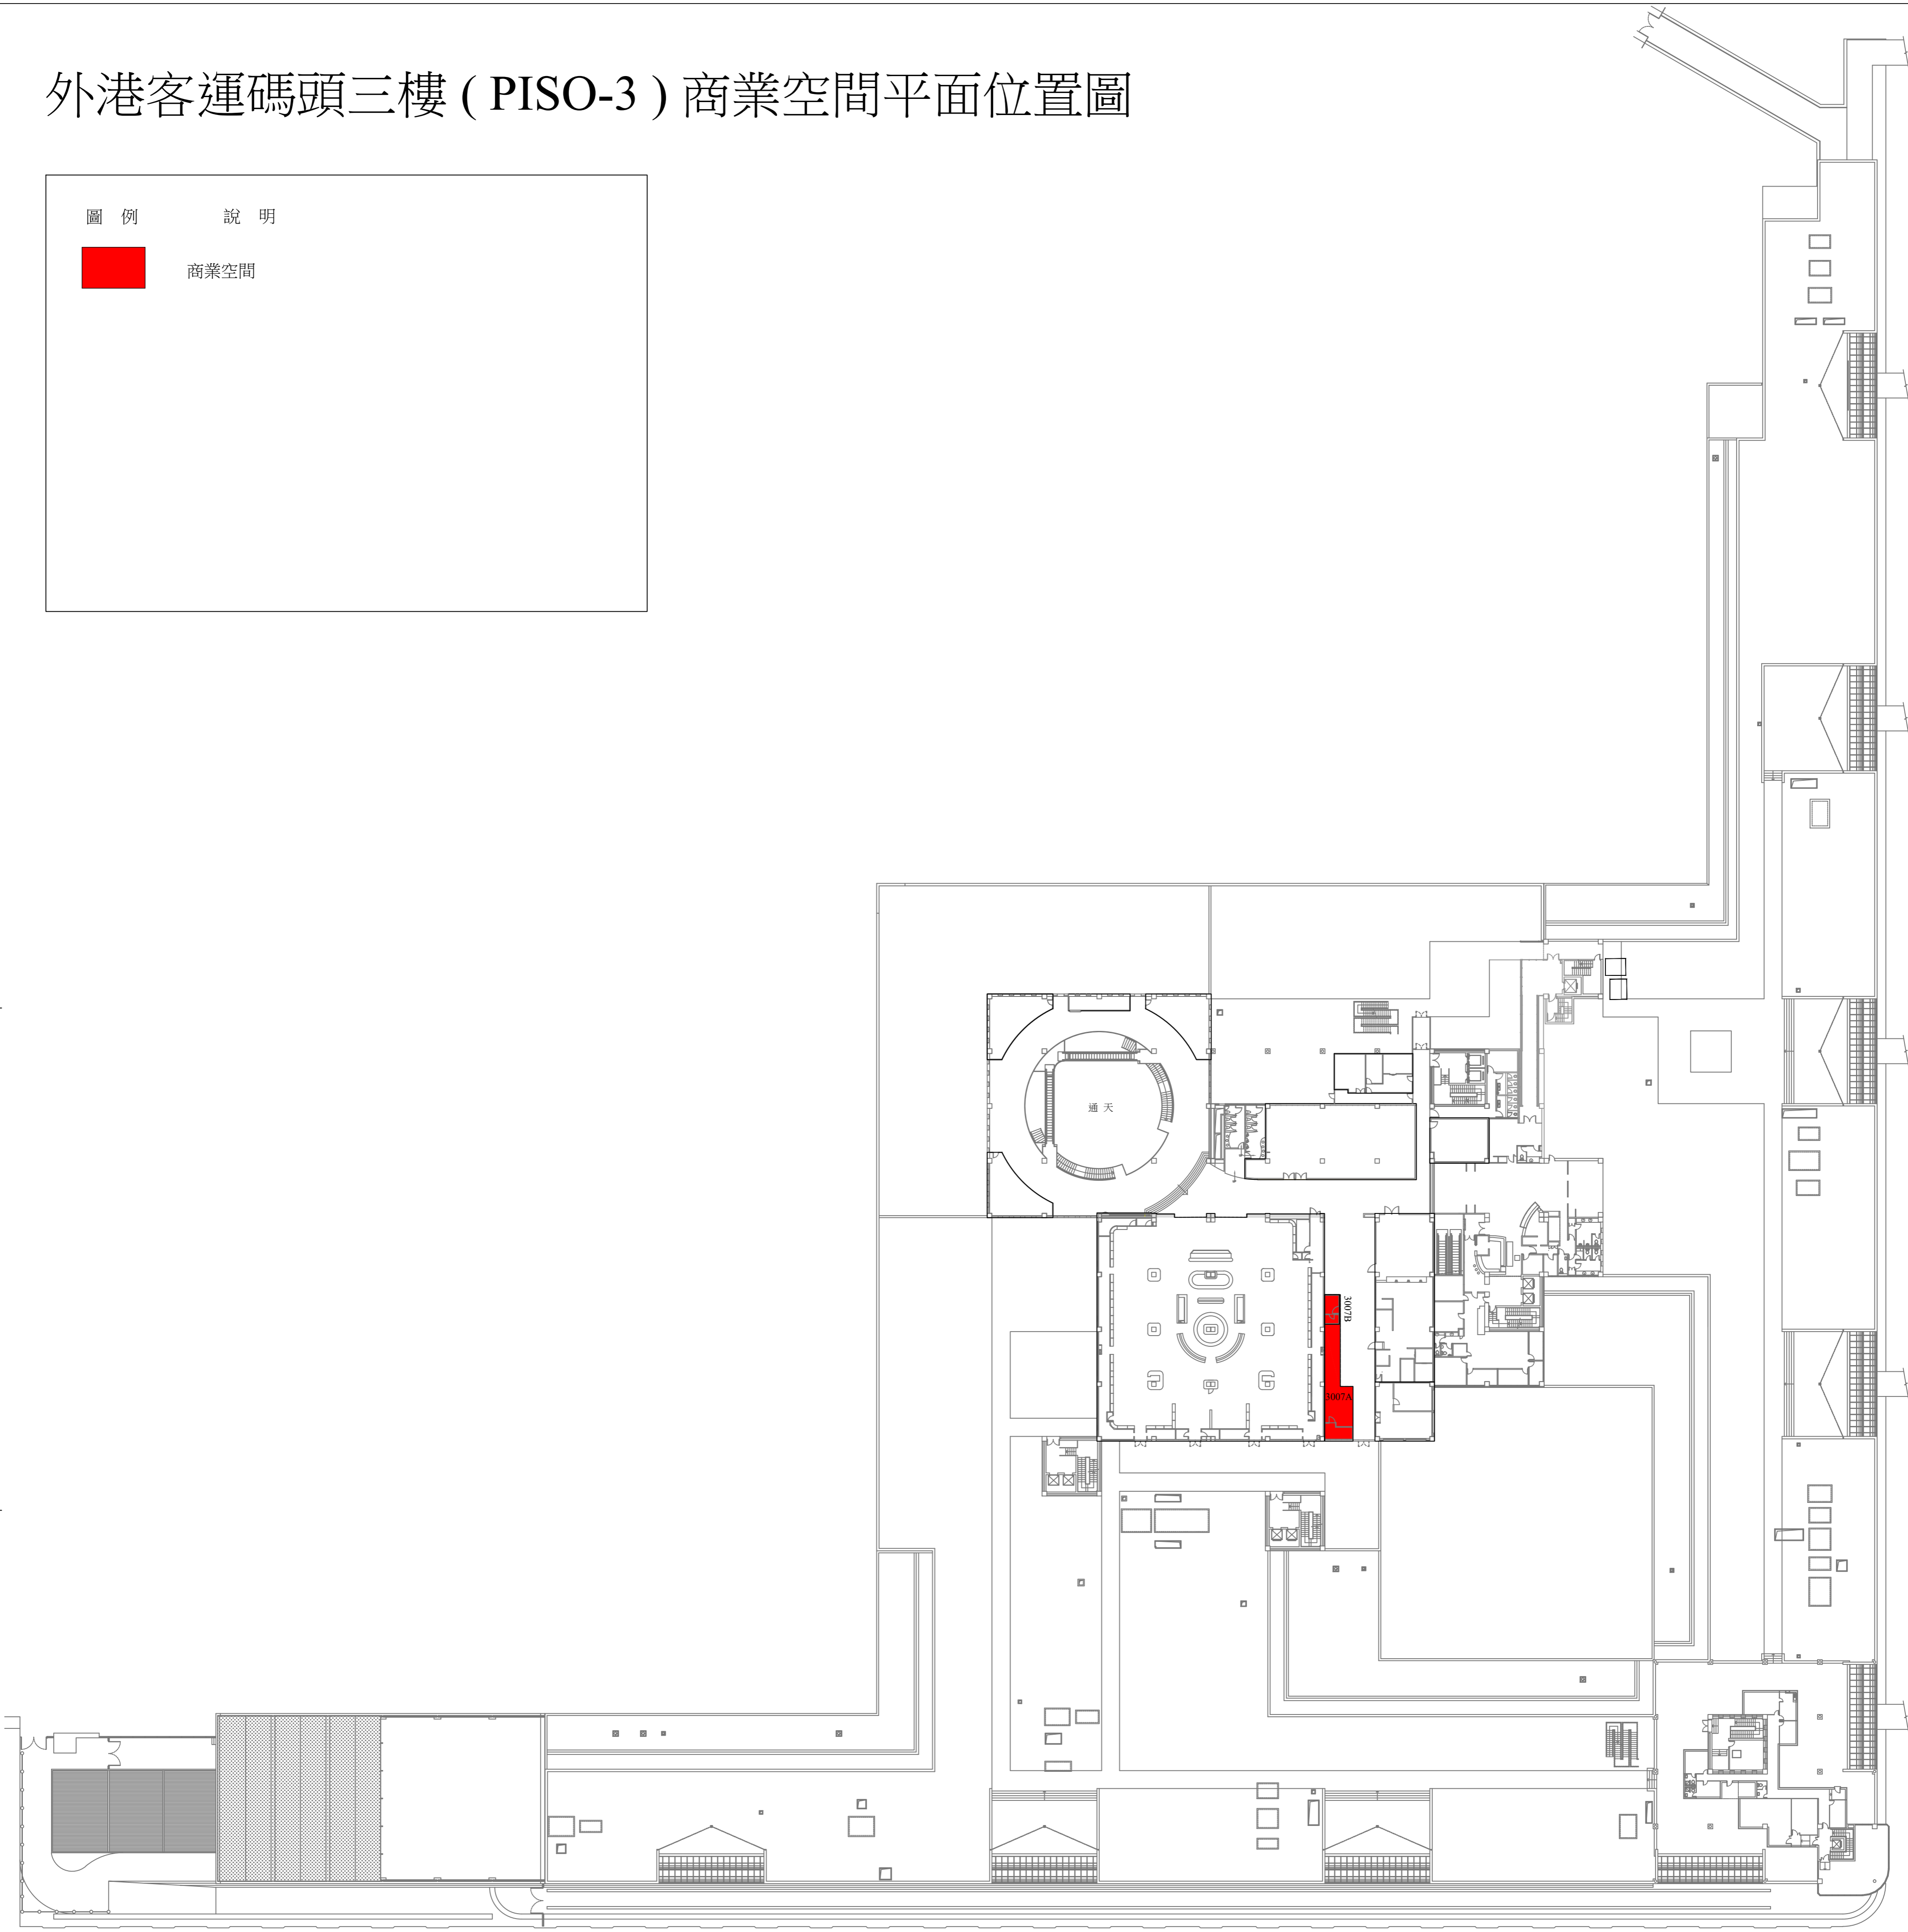 外港客運碼頭三樓 ( PISO-3 ) 商業空間平面位置圖
圖 例 說 明
商業空間
通天
3007B
3007A